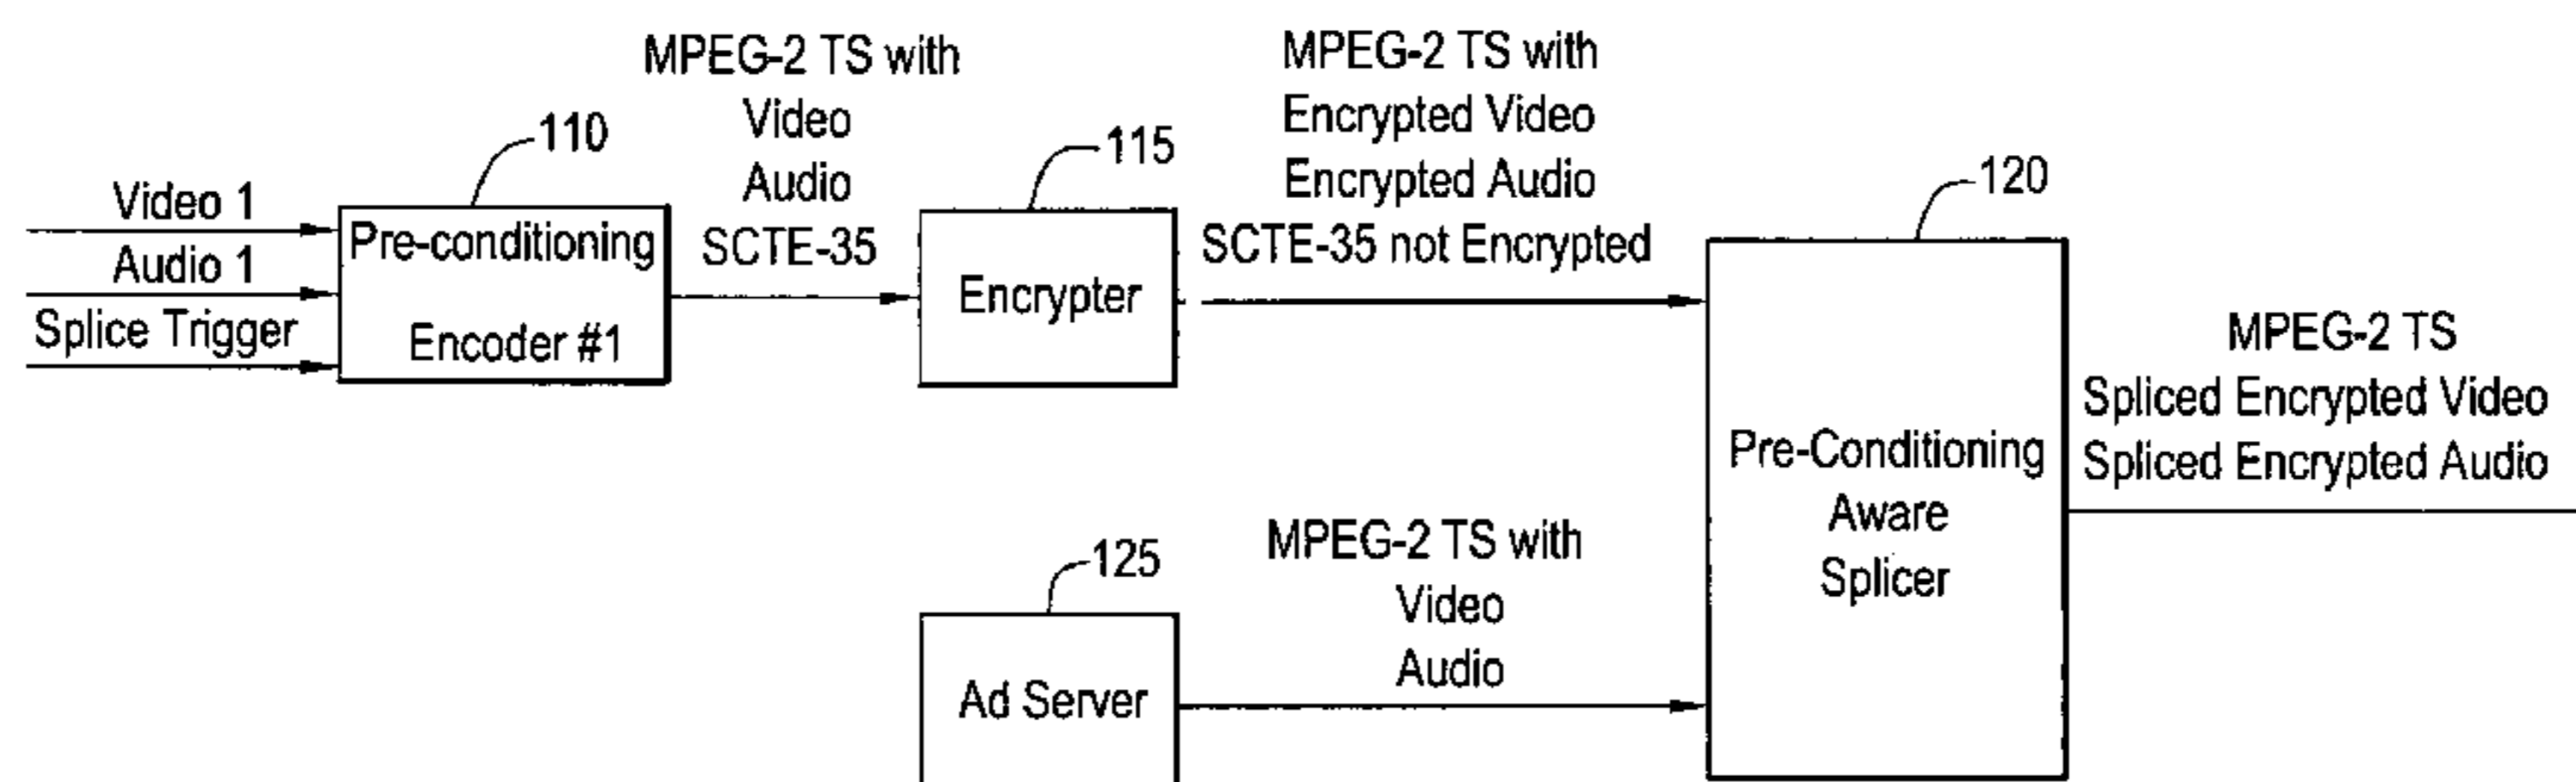 Video 1
Audio 1
Splice Trigger
110
Pre-conditioning
Encoder #1
MPEG-2 TS with
Video
Audio
SCTE-35
115
Encrypter
MPEG-2 TS with
Encrypted Video
Encrypted Audio
SCTE-35 not Encrypted
125
Ad Server
MPEG-2 TS with
Video
Audio
120
Pre-Conditioning
Aware
Splicer
MPEG-2 TS
Spliced Encrypted Video
Spliced Encrypted Audio